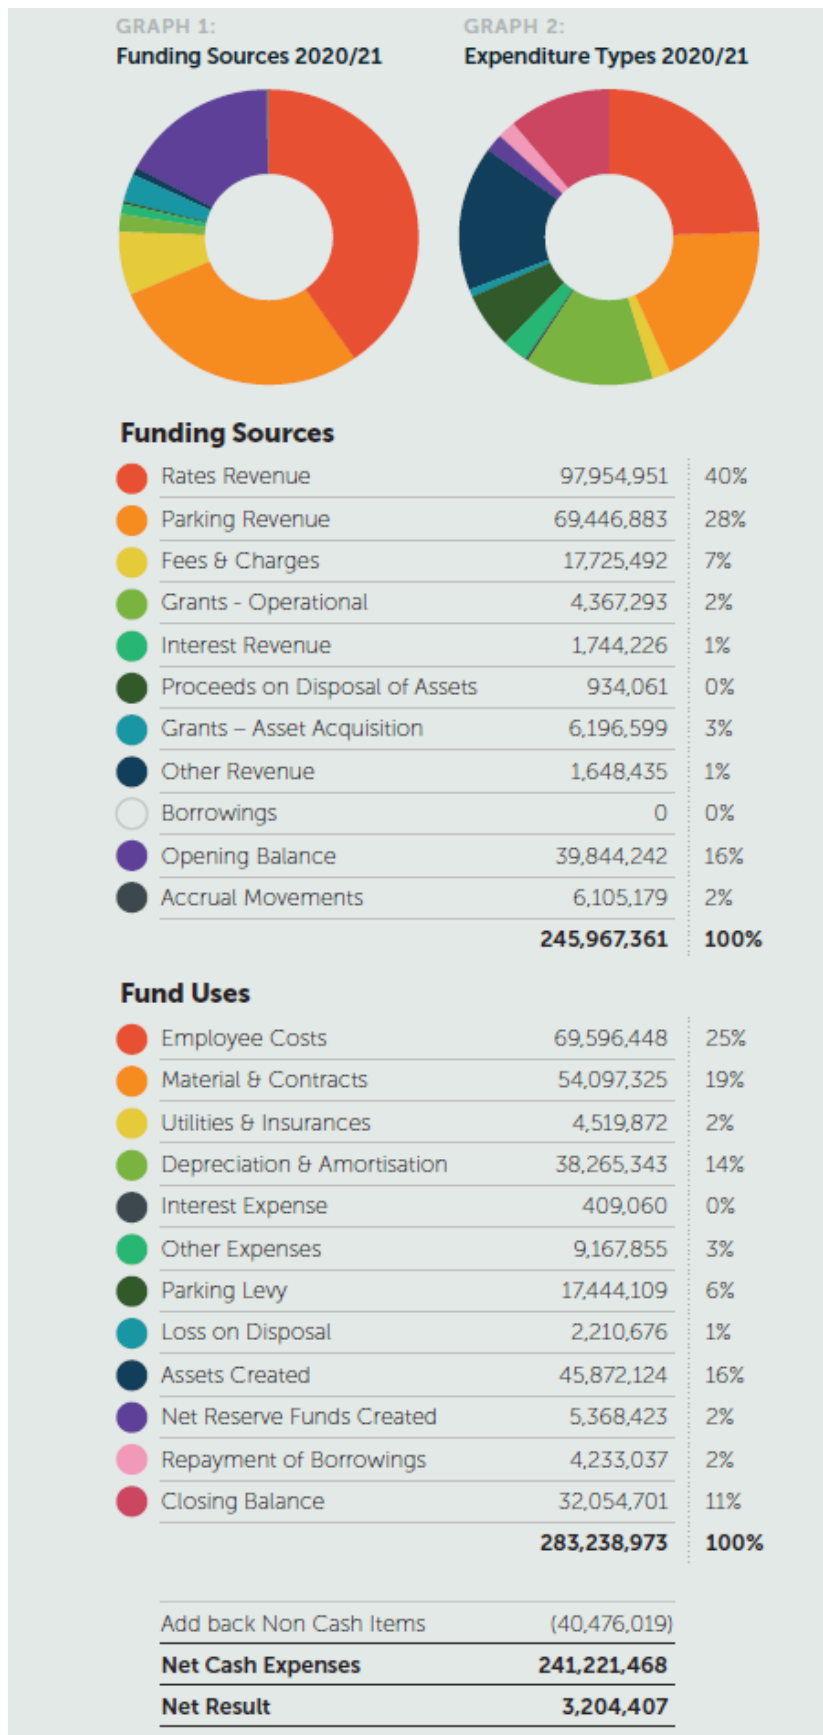 GRAPH 1:
Funding Sources 2020/21
GRAPH 2:
Expenditure Types 2020/21
Funding Sources
Rates Revenue 97,954,951 40%
Parking Revenue 69,446,883 28%
Fees & Charges 17,725,492 7%
Grants - Operational 4,367,293 2%
Interest Revenue 1,744,226 1%
Proceeds on Disposal of Assets 934,061 0%
Grants – Asset Acquisition 6,196,599 3%
Other Revenue 1,648,435 1%
Borrowings 0 0%
Opening Balance 39,844,242 16%
Accrual Movements 6,105,179 2%
245,967,361 100%
Fund Uses
Employee Costs 69,596,448 25%
Material & Contracts 54,097,325 19%
Utilities & Insurances 4,519,872 2%
Depreciation & Amortisation 38,265,343 14%
Interest Expense 409,060 0%
Other Expenses 9,167,855 3%
Parking Levy 17,444,109 6%
Loss on Disposal 2,210,676 1%
Assets Created 45,872,124 16%
Net Reserve Funds Created 5,368,423 2%
Repayment of Borrowings 4,233,037 2%
Closing Balance 32,054,701 11%
283,238,973 100%
Add back Non Cash Items (40,476,019)
Net Cash Expenses 241,221,468
Net Result 3,204,407